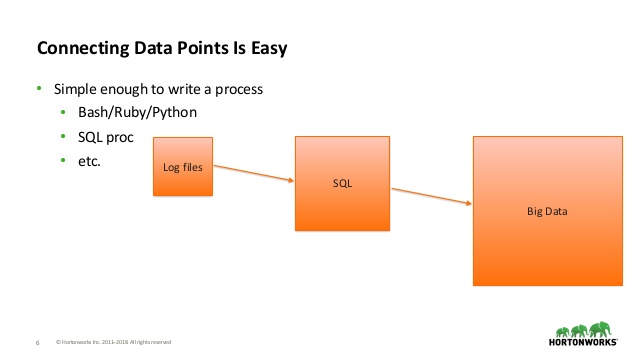 Connecting Data Points Is Easy
• Simple enough to write a process
• Bash/Ruby/Python
• SQL proc
• etc.
Log files
SQL
Big Data
6
© Hortonworks Inc. 2011–2018. All rights reserved
HORTONWORKS